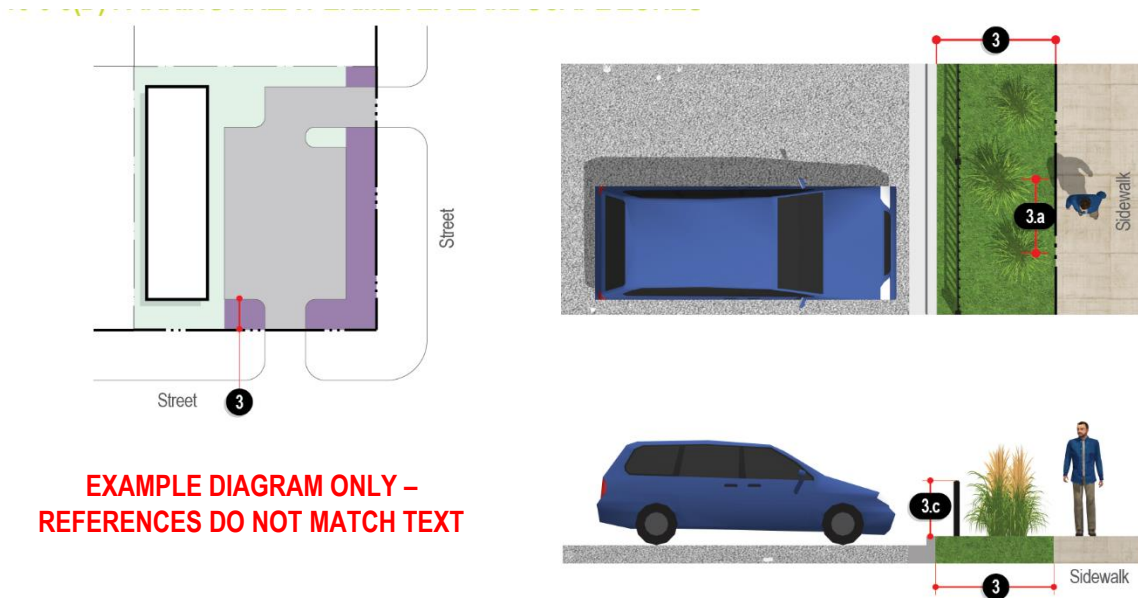 3
3.a
Sidewalk
Street
Street
3
3.c
EXAMPLE DIAGRAM ONLY –
REFERENCES DO NOT MATCH TEXT
Sidewalk
3